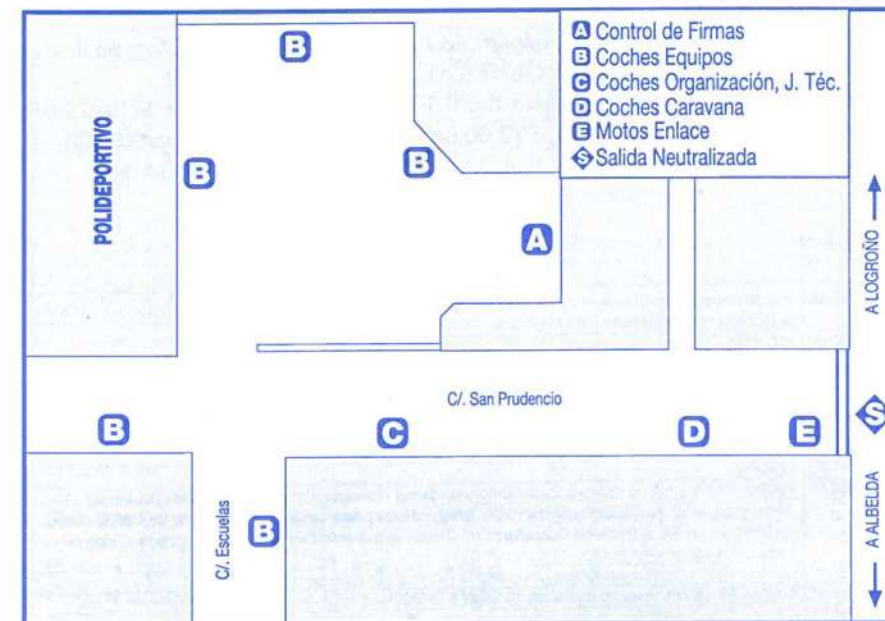 A Control de Firmas
B Coches Equipos
C Coches Organización, J. Téc.
D Coches Caravana
E Motos Enlace
S Salida Neutralizada
POLIDEPORTIVO
B
B
B
A
A LOGROÑO
C/. San Prudencio
B
C
D
E
S
C/. Escuelas
B
A ALBELDA